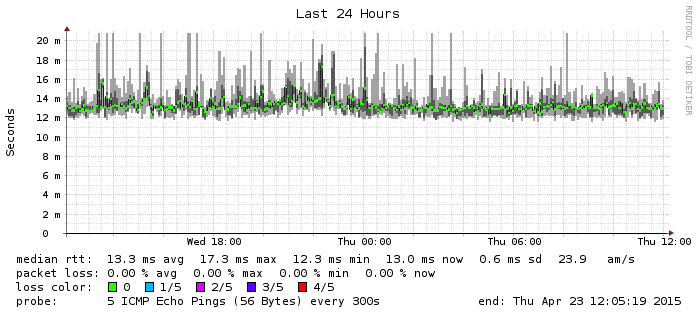 Last 24 Hours
RRDTOOL / TOBI OETIKER
Seconds
20 m
18 m
16 m
14 m
12 m
10 m
8 m
6 m
4 m
2 m
0
Wed 18:00 Thu 00:00 Thu 06:00 Thu 12:00
median rtt: 13.3 ms avg 17.3 ms max 12.3 ms min 13.0 ms now 0.6 ms sd 23.9 am/s
packet loss: 0.00 % avg 0.00 % max 0.00 % min 0.00 % now
loss color: 0 1/5 2/5 3/5 4/5
probe: 5 ICMP Echo Pings (56 Bytes) every 300s end: Thu Apr 23 12:05:19 2015